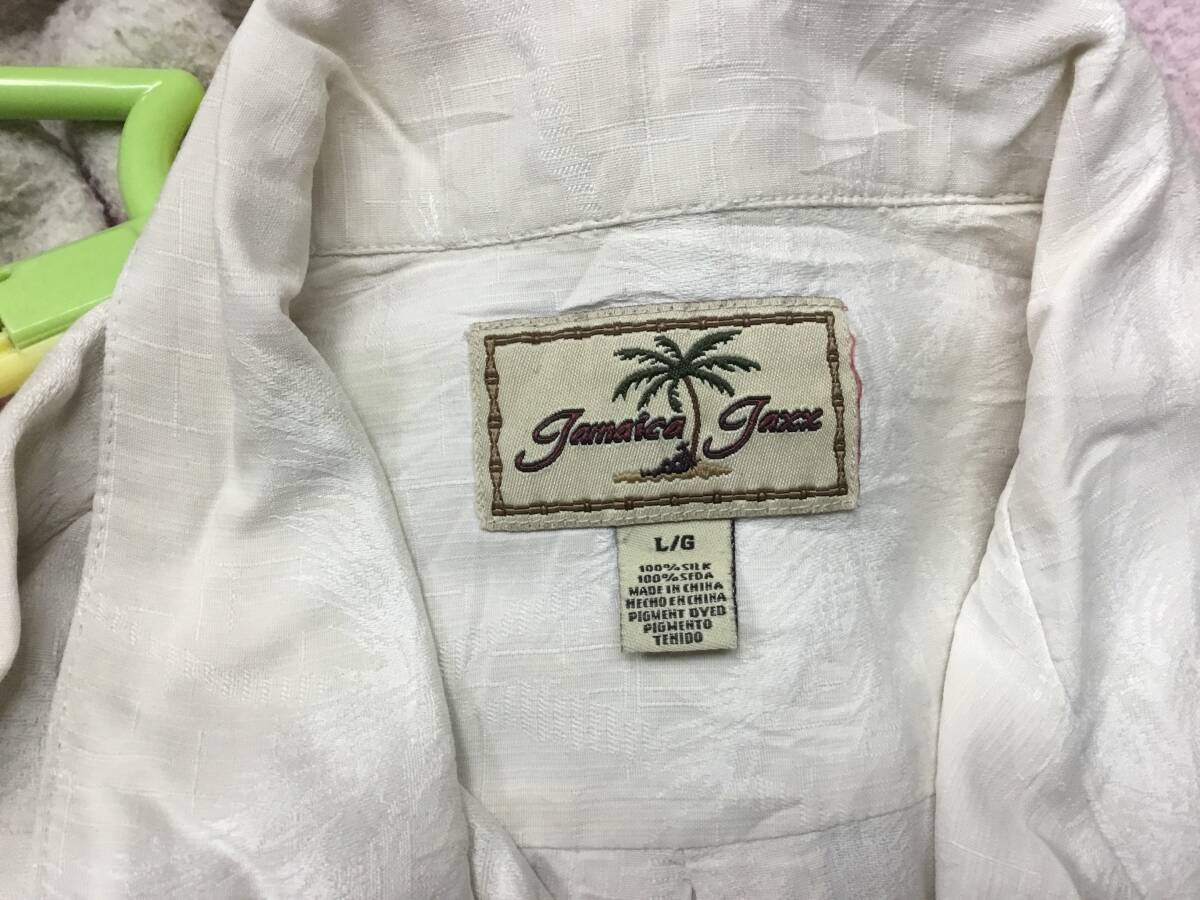 Jamaica Jaxx
L/G
100% SILK
100% SEDA
MADE IN CHINA
HECHO EN CHINA
PIGMENT DYED
PIGMENTO
TENIDO